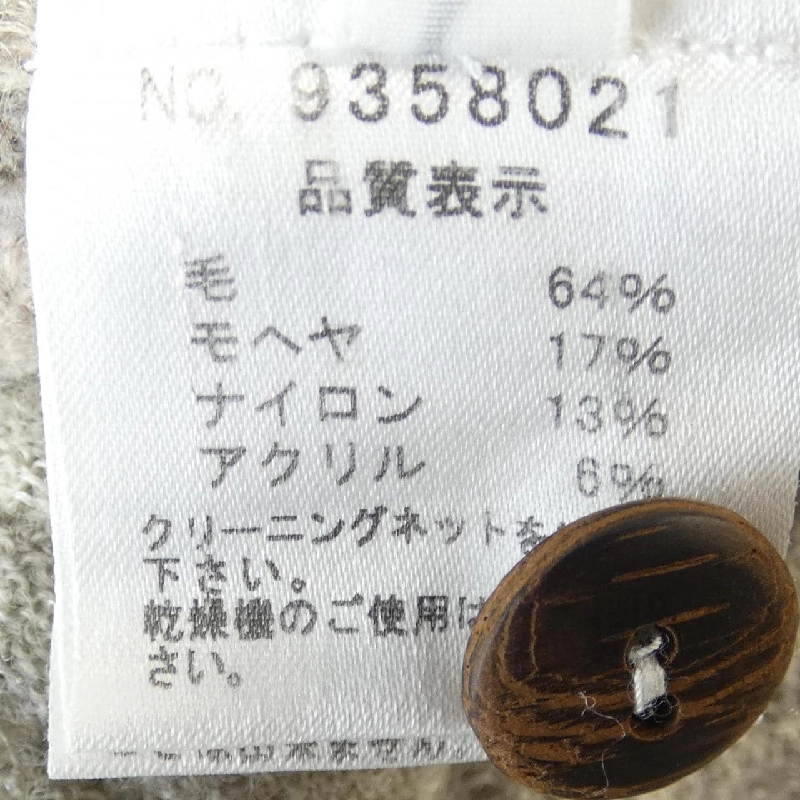 NO. 9358021
品質表示
毛 64%
モヘヤ 17%
ナイロン 13%
アクリル 6%
クリーニングネットを
下さい。
乾燥機のご使用は
さい。